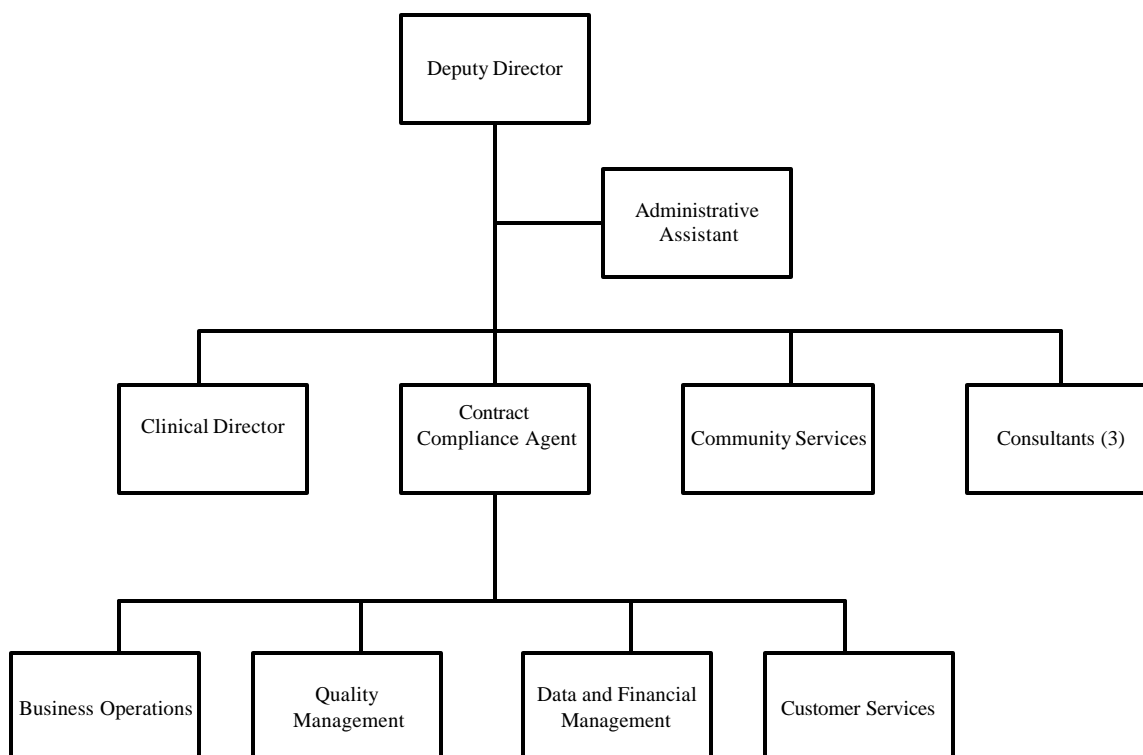 Deputy Director
Administrative
Assistant
Clinical Director
Contract
Compliance Agent
Community Services
Consultants (3)
Business Operations
Quality
Management
Data and Financial
Management
Customer Services